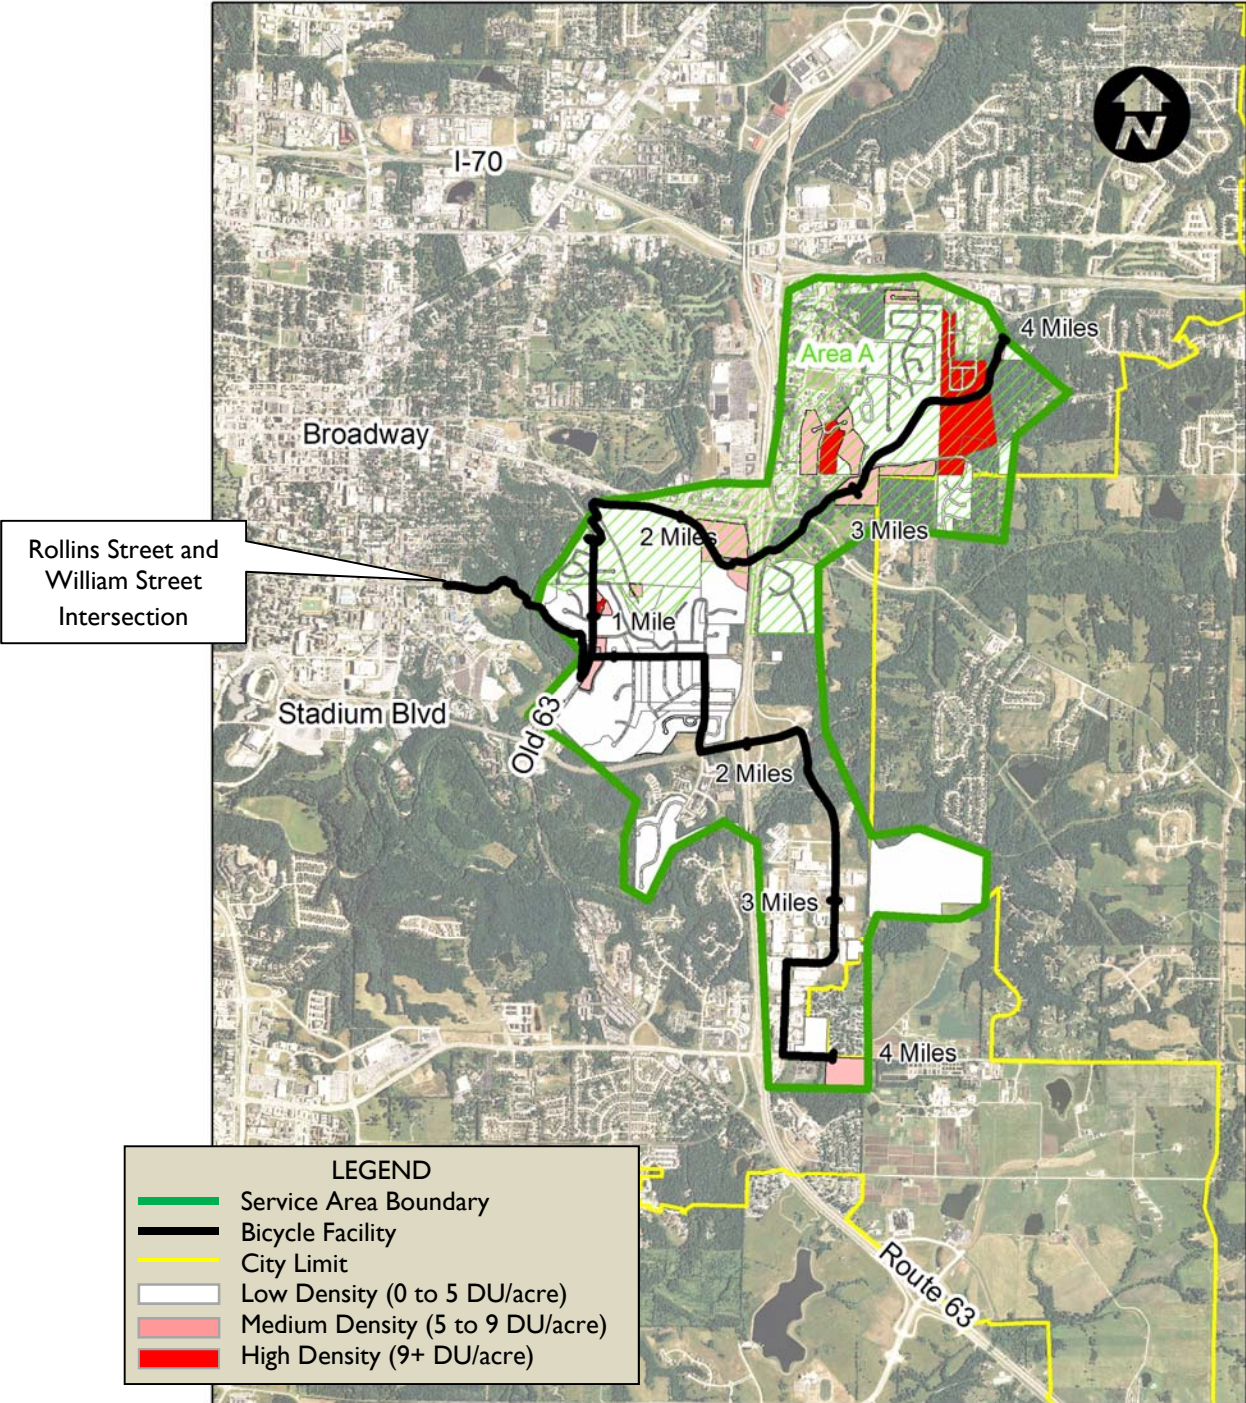 N
I-70
4 Miles
Area A
Broadway
3 Miles
2 Miles
Rollins Street and
William Street
Intersection
1 Mile
Stadium Blvd
Old 63
2 Miles
3 Miles
4 Miles
LEGEND
Service Area Boundary
Bicycle Facility
City Limit
Low Density (0 to 5 DU/acre)
Medium Density (5 to 9 DU/acre)
High Density (9+ DU/acre)
Route 63